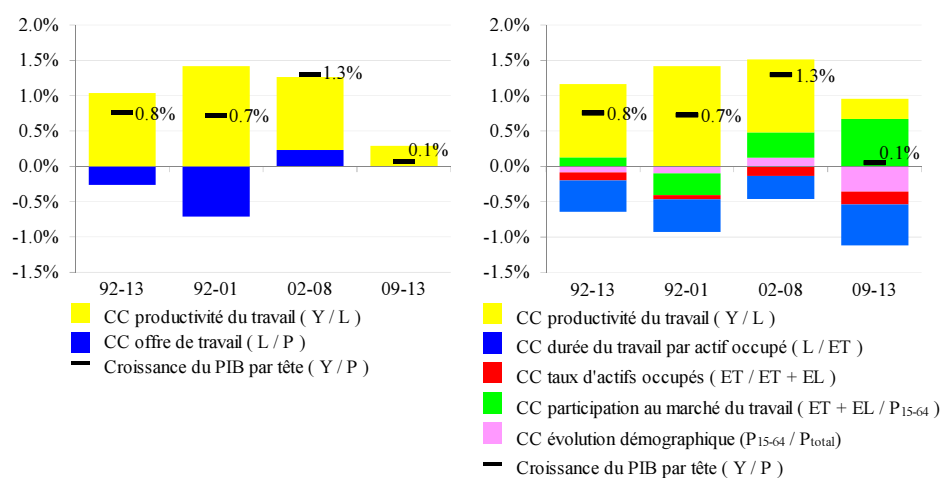 2.0%
1.5%
1.0%
0.5%
0.0%
-0.5%
-1.0%
-1.5%
0.8%
0.7%
1.3%
0.1%
92-13 92-01 02-08 09-13
CC productivité du travail ( Y / L )
CC offre de travail ( L / P )
Croissance du PIB par tête ( Y / P )
2.0%
1.5%
1.0%
0.5%
0.0%
-0.5%
-1.0%
-1.5%
0.8%
0.7%
1.3%
0.1%
92-13 92-01 02-08 09-13
CC productivité du travail ( Y / L )
CC durée du travail par actif occupé ( L / ET )
CC taux d'actifs occupés ( ET / ET + EL )
CC participation au marché du travail ( ET + EL / P15-64 )
CC évolution démographique (P15-64 / Ptotal)
Croissance du PIB par tête ( Y / P )